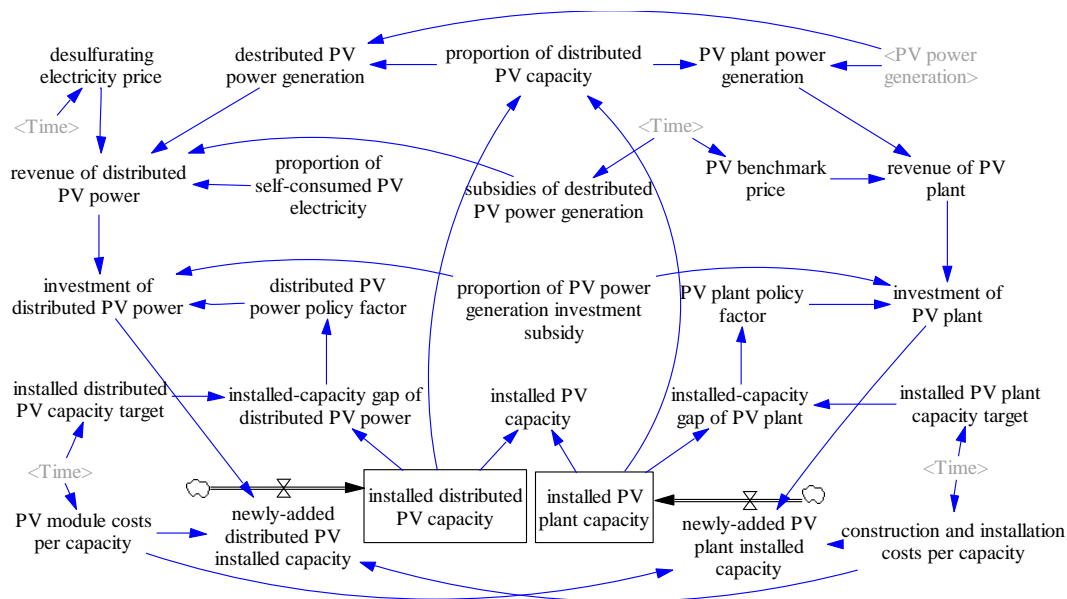 desulfurating
electricity price
destributed PV
power generation
proportion of distributed
PV capacity
PV plant power
generation
<PV power
generation>
<Time>
<Time>
revenue of distributed
PV power
proportion of
self-consumed PV
electricity
subsidies of destributed
PV power generation
PV benchmark
price
revenue of PV
plant
investment of
distributed PV power
distributed PV
power policy factor
proportion of PV power
generation investment
subsidy
PV plant policy
factor
investment of
PV plant
installed distributed
PV capacity target
installed-capacity gap of
distributed PV power
installed PV
capacity
installed-capacity
gap of PV plant
installed PV plant
capacity target
<Time>
<Time>
PV module costs
per capacity
newly-added
distributed PV
installed capacity
installed distributed
PV capacity
installed PV
plant capacity
newly-added PV
plant installed
capacity
construction and installation
costs per capacity